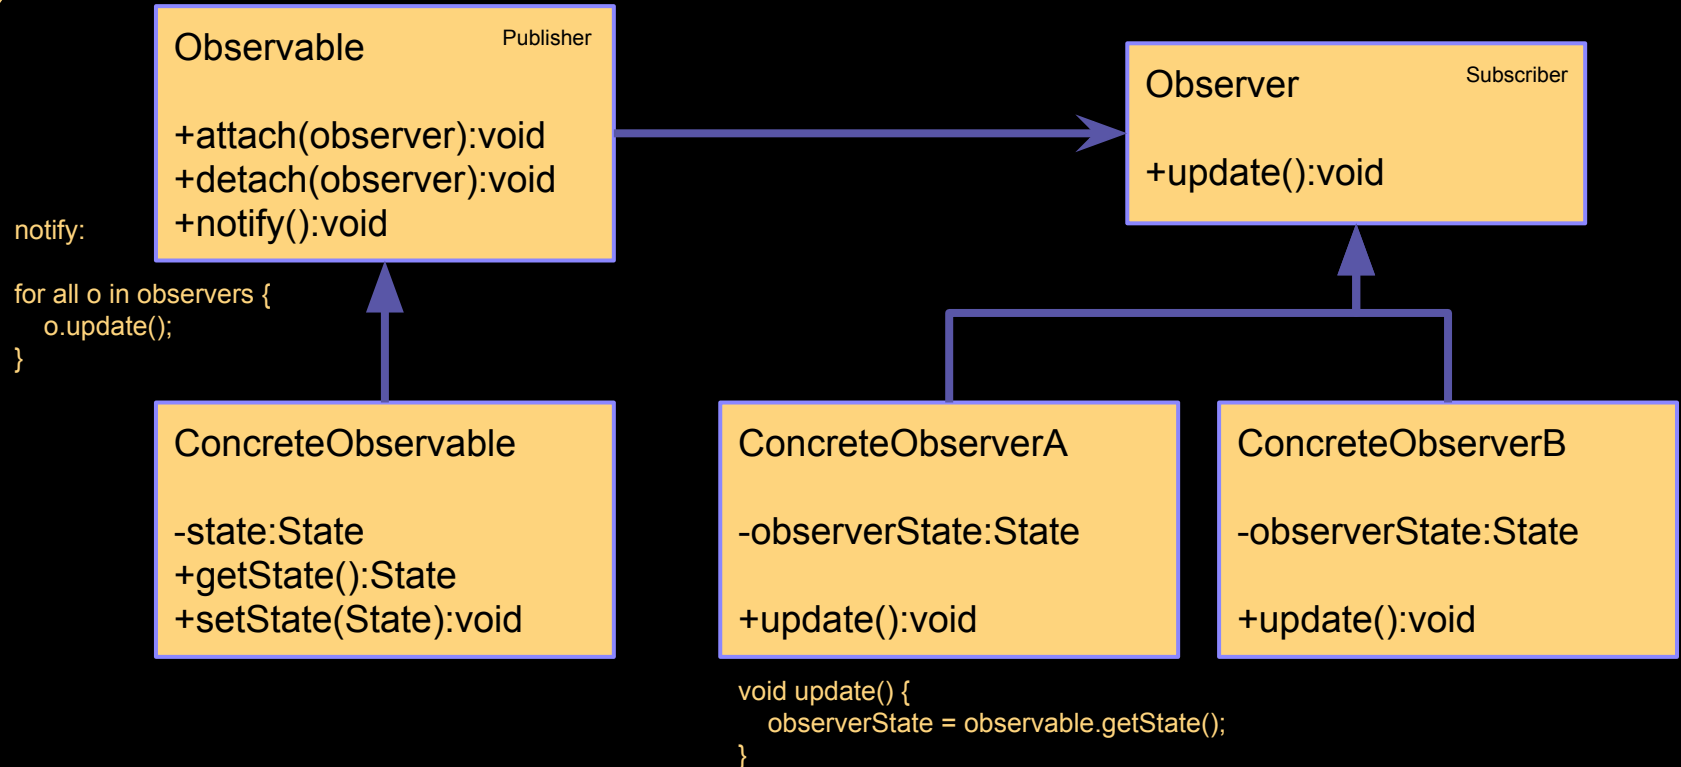 Observable
Publisher
+attach(observer):void
+detach(observer):void
+notify():void
Observer
Subscriber
+update():void
notify:
for all o in observers {
o.update();
}
ConcreteObservable
-state:State
+getState():State
+setState(State):void
ConcreteObserverA
-observerState:State
+update():void
ConcreteObserverB
-observerState:State
+update():void
void update() {
observerState = observable.getState();
}